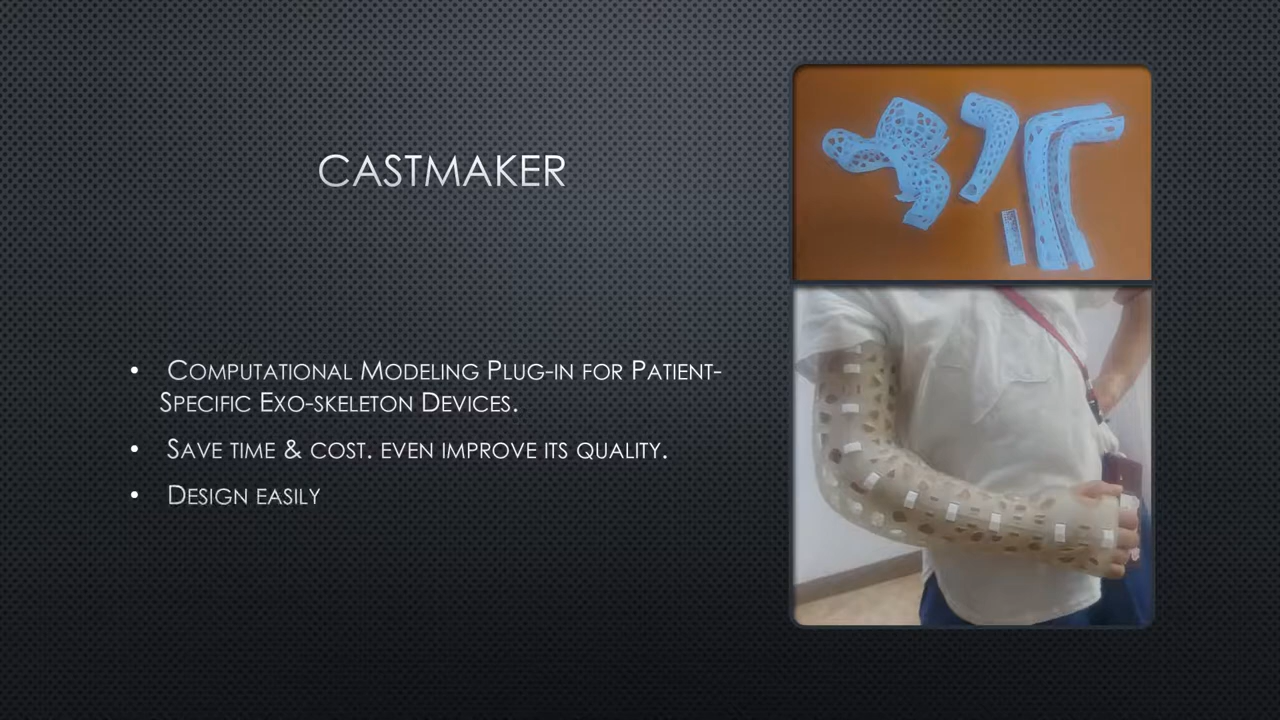 CASTMAKER
• Computational Modeling Plug-in for Patient-
Specific Exo-skeleton Devices.
• Save time & cost. even improve its quality.
• Design easily